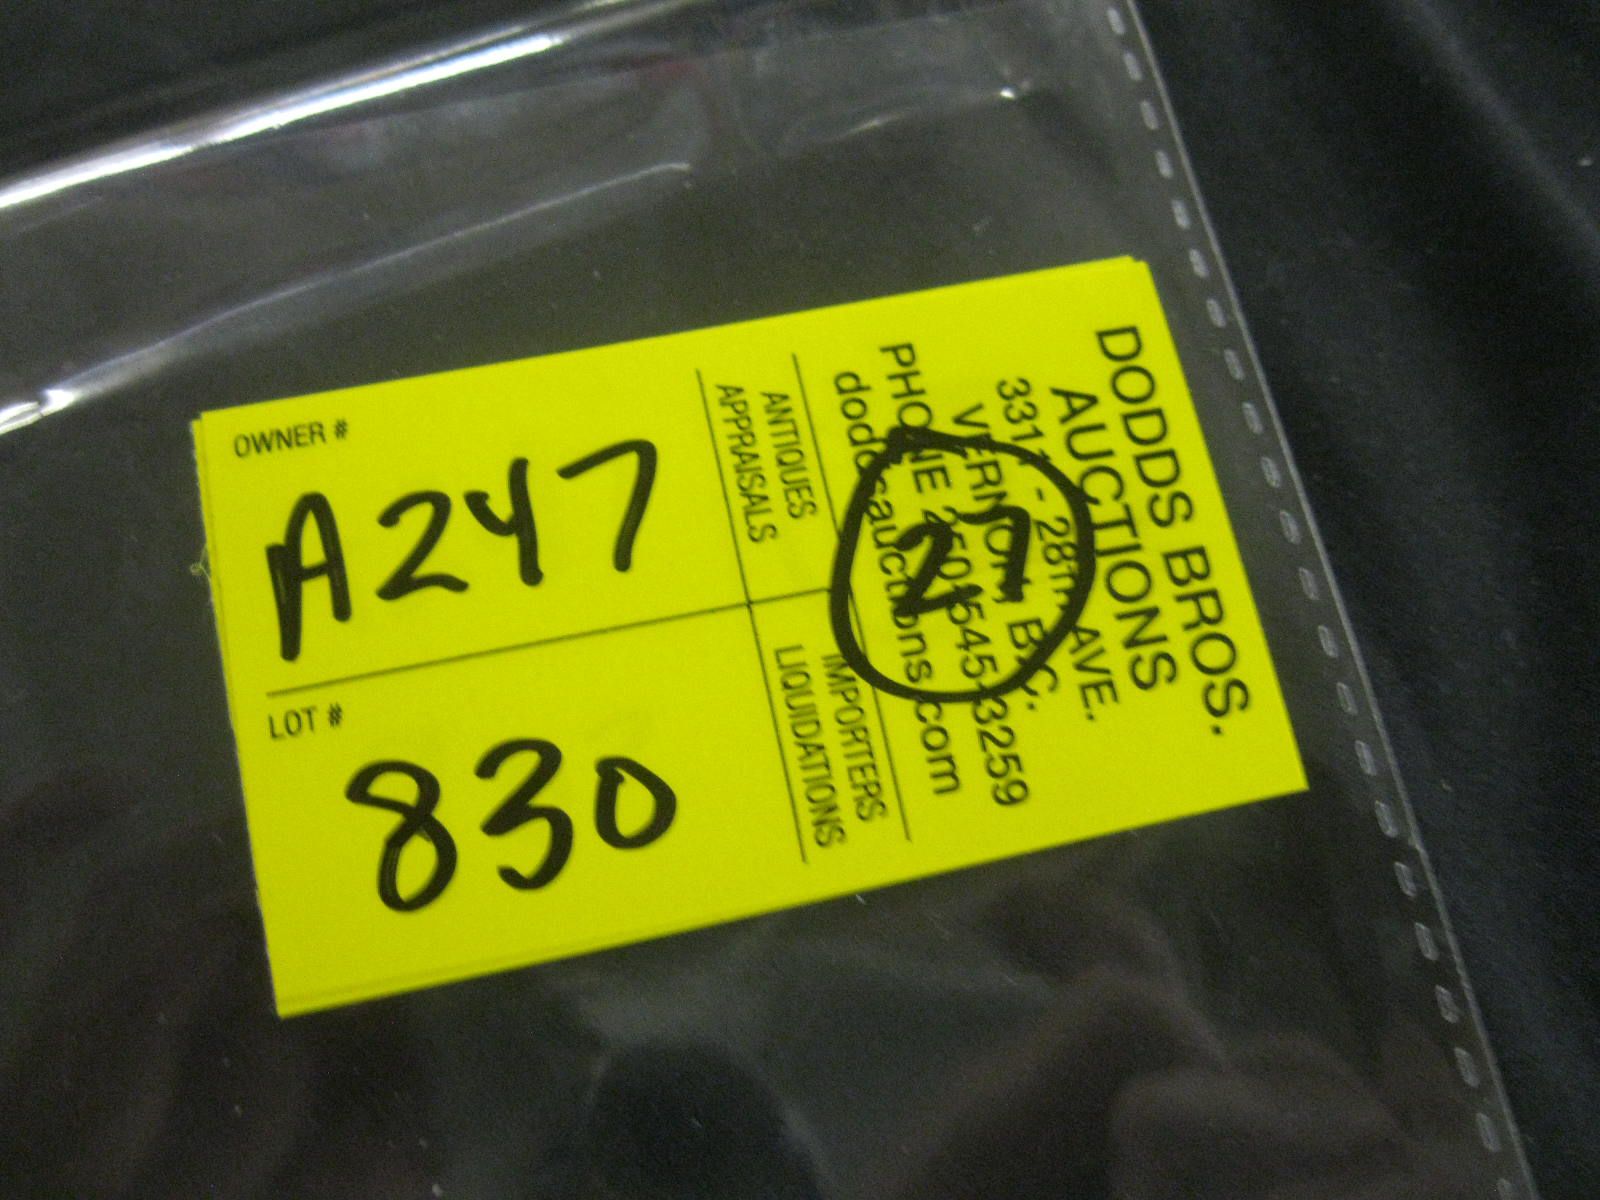 DODDS BROS.
AUCTIONS
3311 - 28th AVE.
VERNON, B.C.
PHONE 250-545-3259
doddsauctions.com
27
ANTIQUES
APPRAISALS
IMPORTERS
LIQUIDATIONS
OWNER #
A247
LOT #
830